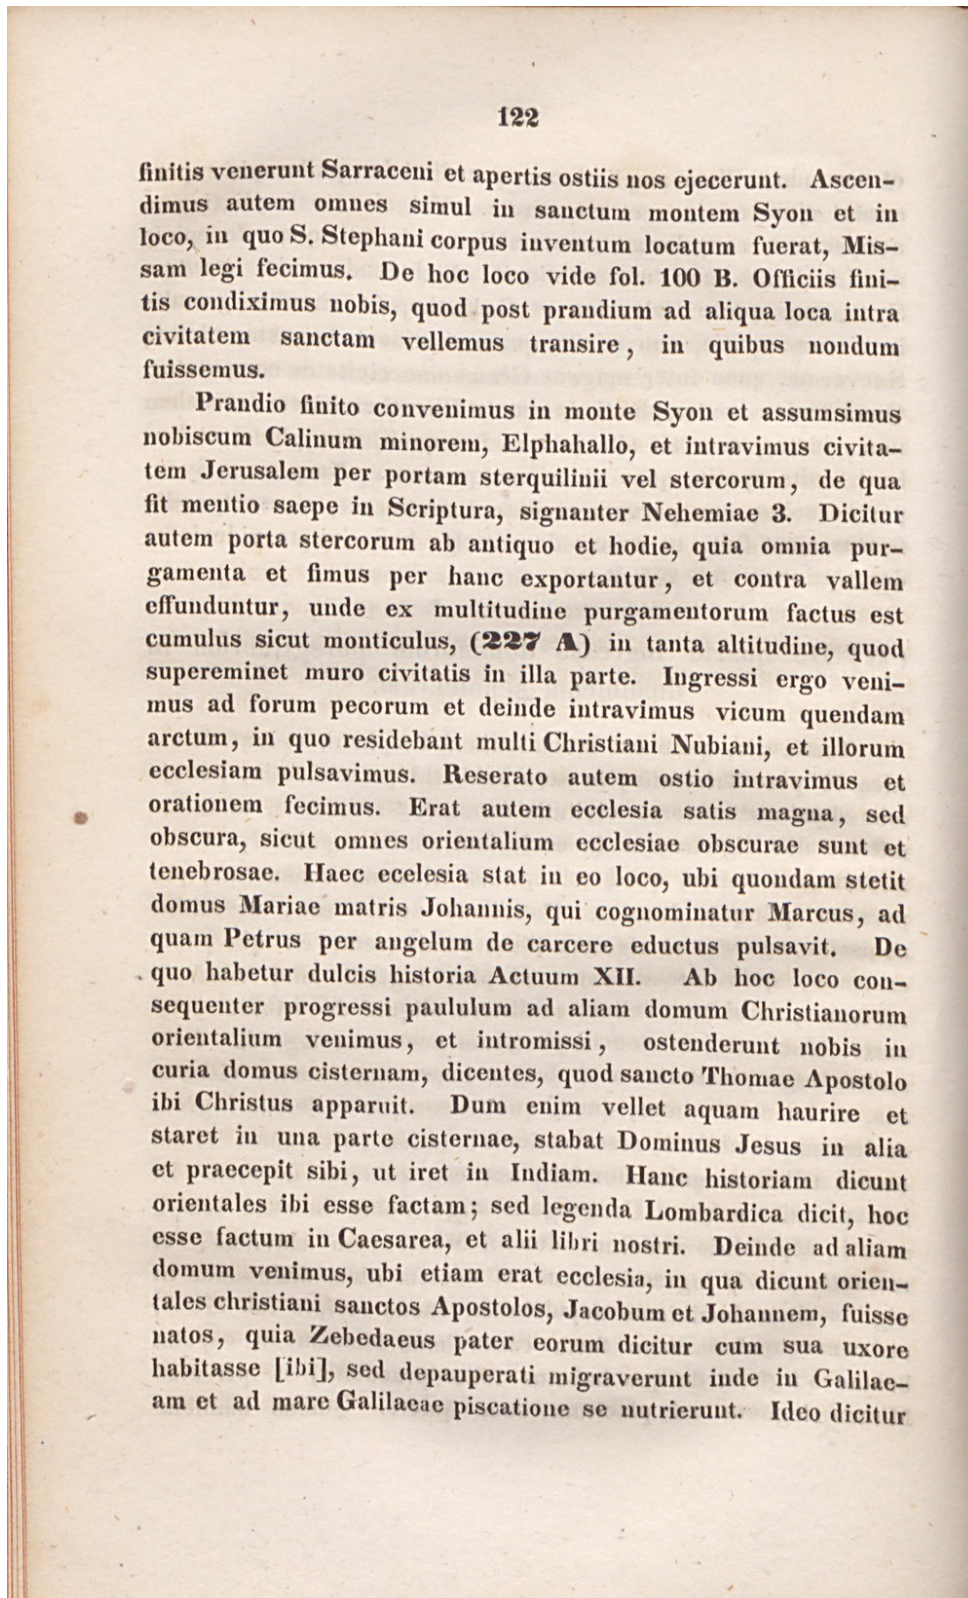 122
finitis venerunt Sarraceni et apertis ostiis nos ejecerunt. Ascen-
dimus autem omnes simul in sanctum montem Syon et in
loco, in quo S. Stephani corpus inventum locatum fuerat, Mis-
sam legi fecimus. De hoc loco vide fol. 100 B. Officiis fini-
tis condiximus nobis, quod post prandium ad aliqua loca intra
civitatem sanctam vellemus transire, in quibus nondum
fuissemus.
Prandio finito convenimus in monte Syon et assumsimus
nobiscum Calinum minorem, Elphahallo, et intravimus civita-
tem Jerusalem per portam sterquilinii vel stercorum, de qua
fit mentio saepe in Scriptura, signanter Nehemiae 3. Dicitur
autem porta stercorum ab antiquo et hodie, quia omnia pur-
gamenta et fimus per hanc exportantur, et contra vallem
effunduntur, unde ex multitudine purgamentorum factus est
cumulus sicut monticulus, (227 A) in tanta altitudine, quod
supereminet muro civitatis in illa parte. Ingressi ergo veni-
mus ad forum pecorum et deinde intravimus vicum quendam
arctum, in quo residebant multi Christiani Nubiani, et illorum
ecclesiam pulsavimus. Reserato autem ostio intravimus et
orationem fecimus. Erat autem ecclesia satis magna, sed
obscura, sicut omnes orientalium ecclesiae obscurae sunt et
tenebrosae. Haec ecelesia stat in eo loco, ubi quondam stetit
domus Mariae matris Johannis, qui cognominatur Marcus, ad
quam Petrus per angelum de carcere eductus pulsavit. De
quo habetur dulcis historia Actuum XII. Ab hoc loco con-
sequenter progressi paululum ad aliam domum Christianorum
orientalium venimus, et intromissi, ostenderunt nobis in
curia domus cisternam, dicentes, quod sancto Thomae Apostolo
ibi Christus apparuit. Dum enim vellet aquam haurire et
staret in una parte cisternae, stabat Dominus Jesus in alia
et praecepit sibi, ut iret in Indiam. Hanc historiam dicunt
orientales ibi esse factam; sed legenda Lombardica dicit, hoc
esse factum in Caesarea, et alii libri nostri. Deinde ad aliam
domum venimus, ubi etiam erat ecclesia, in qua dicunt orien-
tales christiani sanctos Apostolos, Jacobum et Johannem, fuisse
natos, quia Zebedaeus pater eorum dicitur cum sua uxore
habitasse [ibi], sed depauperati migraverunt inde in Galilae-
am et ad mare Galilaeae piscatione se nutrierunt. Ideo dicitur